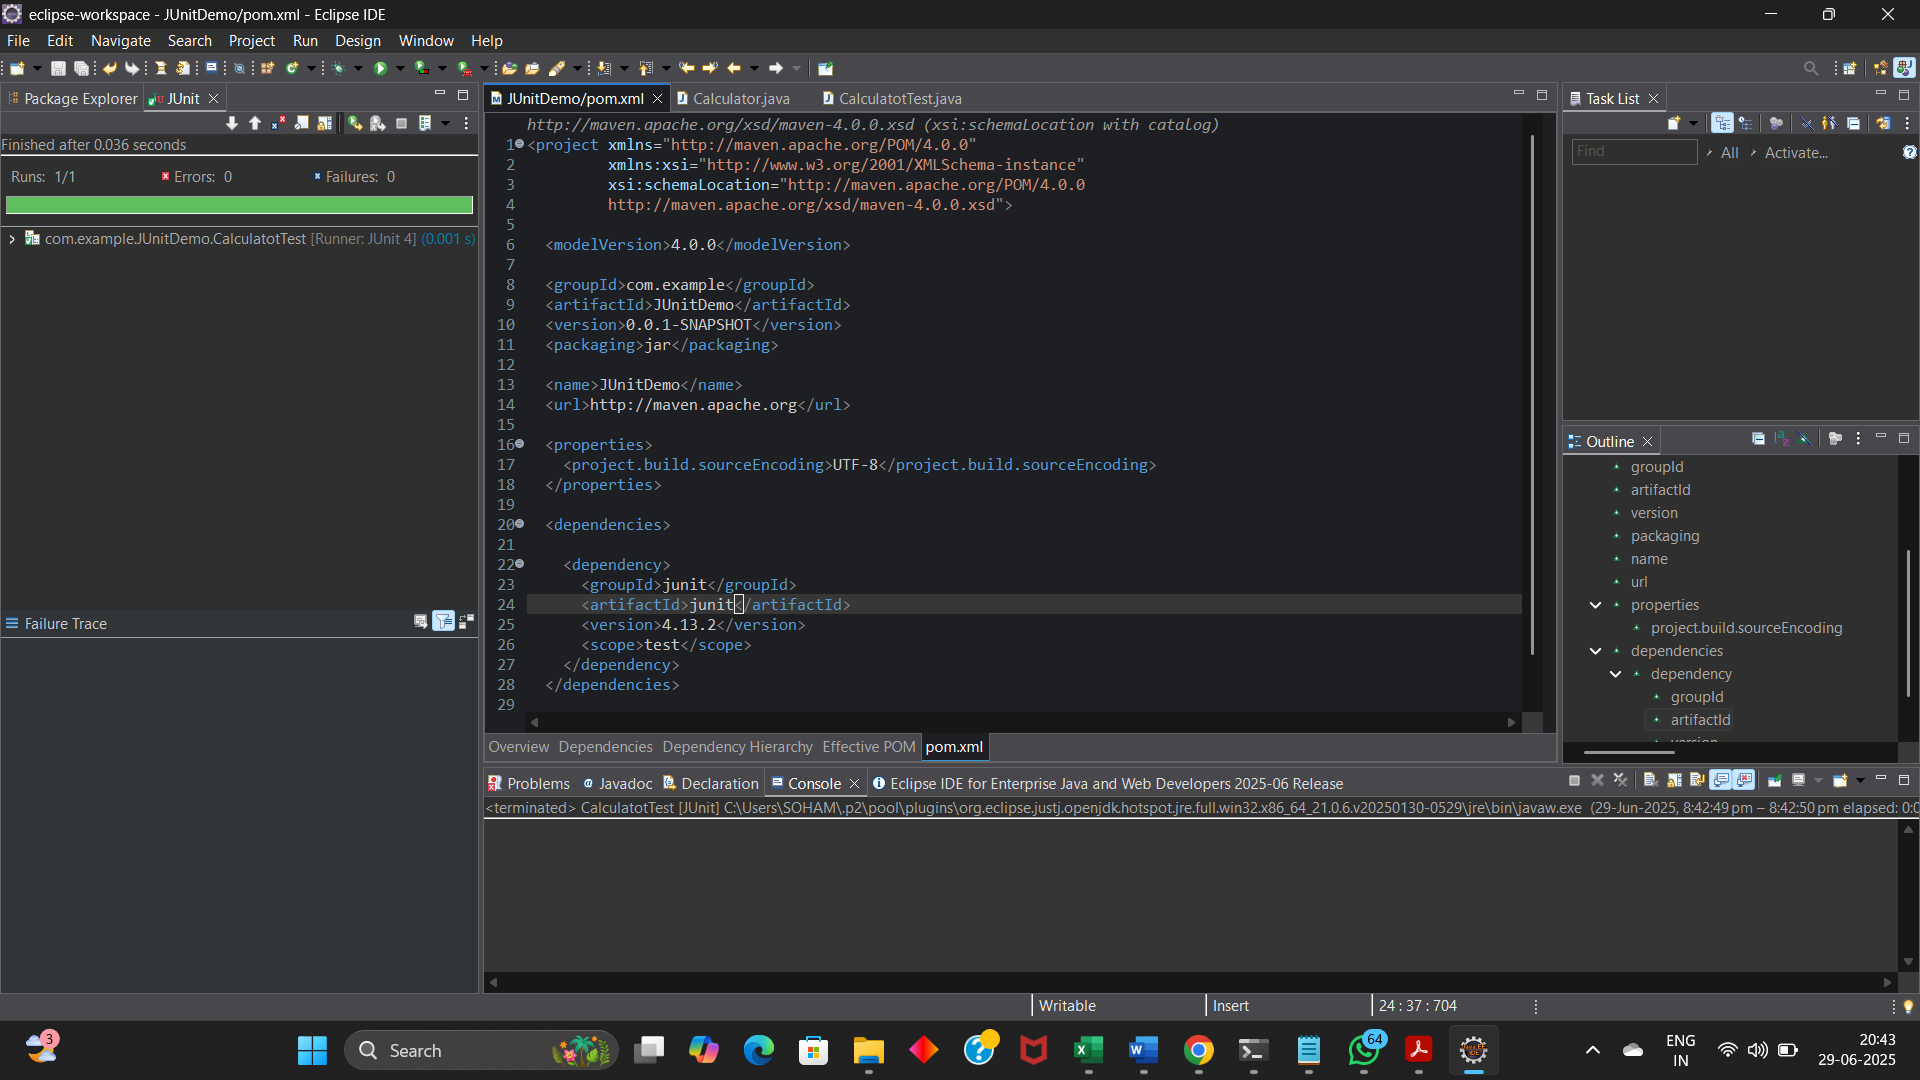 eclipse-workspace - JUnitDemo/pom.xml - Eclipse IDE
File Edit Navigate Search Project Run Design Window Help
Package Explorer JUnit
Finished after 0.036 seconds
Runs: 1/1 Errors: 0 Failures: 0
com.example.JUnitDemo.CalculatotTest [Runner: JUnit 4] (0.001 s)
Failure Trace
JUnitDemo/pom.xml Calculator.java CalculatotTest.java
http://maven.apache.org/xsd/maven-4.0.0.xsd (xsi:schemaLocation with catalog)
1 <project xmlns="http://maven.apache.org/POM/4.0.0"
2 xmlns:xsi="http://www.w3.org/2001/XMLSchema-instance"
3 xsi:schemaLocation="http://maven.apache.org/POM/4.0.0
4 http://maven.apache.org/xsd/maven-4.0.0.xsd">
5
6 <modelVersion>4.0.0</modelVersion>
7
8 <groupId>com.example</groupId>
9 <artifactId>JUnitDemo</artifactId>
10 <version>0.0.1-SNAPSHOT</version>
11 <packaging>jar</packaging>
12
13 <name>JUnitDemo</name>
14 <url>http://maven.apache.org</url>
15
16 <properties>
17 <project.build.sourceEncoding>UTF-8</project.build.sourceEncoding>
18 </properties>
19
20 <dependencies>
21
22 <dependency>
23 <groupId>junit</groupId>
24 <artifactId>junit</artifactId>
25 <version>4.13.2</version>
26 <scope>test</scope>
27 </dependency>
28 </dependencies>
29
Overview Dependencies Dependency Hierarchy Effective POM pom.xml
Task List
Find All Activate...
Outline
groupId
artifactId
version
packaging
name
url
properties
project.build.sourceEncoding
dependencies
dependency
groupId
artifactId
version
Problems Javadoc Declaration Console Eclipse IDE for Enterprise Java and Web Developers 2025-06 Release
<terminated> CalculatotTest [JUnit] C:\Users\SOHAM\.p2\pool\plugins\org.eclipse.justj.openjdk.hotspot.jre.full.win32.x86_64_21.0.6.v20250130-0529\jre\bin\javaw.exe (29-Jun-2025, 8:42:49 pm – 8:42:50 pm elapsed: 0:0
Writable Insert 24 : 37 : 704
3
Search
64
ENG
IN
20:43
29-06-2025